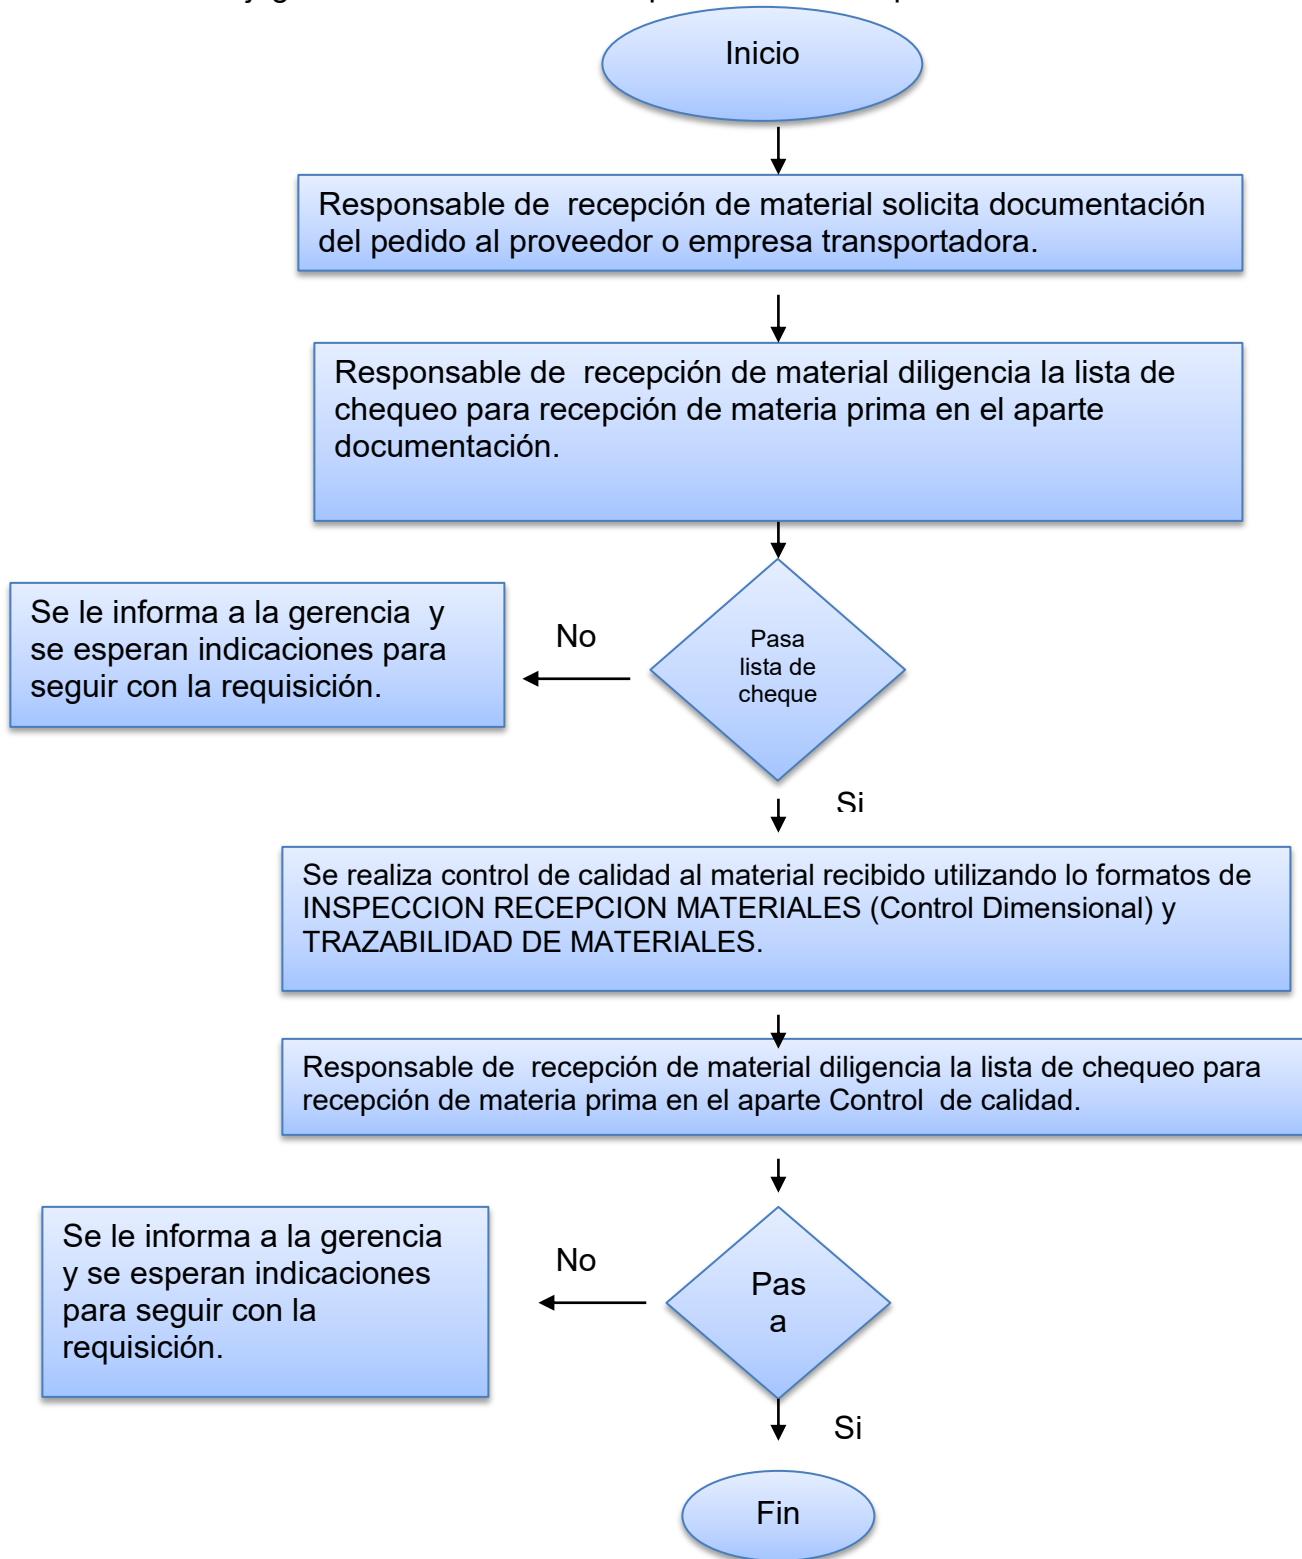 Inicio
Responsable de  recepción de material solicita documentación
del pedido al proveedor o empresa transportadora.
Responsable de  recepción de material diligencia la lista de
chequeo para recepción de materia prima en el aparte
documentación.
Se le informa a la gerencia  y
se esperan indicaciones para
seguir con la requisición.
No
Pasa
lista de
cheque
Si
Se realiza control de calidad al material recibido utilizando lo formatos de
INSPECCION RECEPCION MATERIALES (Control Dimensional) y
TRAZABILIDAD DE MATERIALES.
Responsable de  recepción de material diligencia la lista de chequeo para
recepción de materia prima en el aparte Control  de calidad.
Se le informa a la gerencia
y se esperan indicaciones
para seguir con la
requisición.
No
Pas
a
Si
Fin